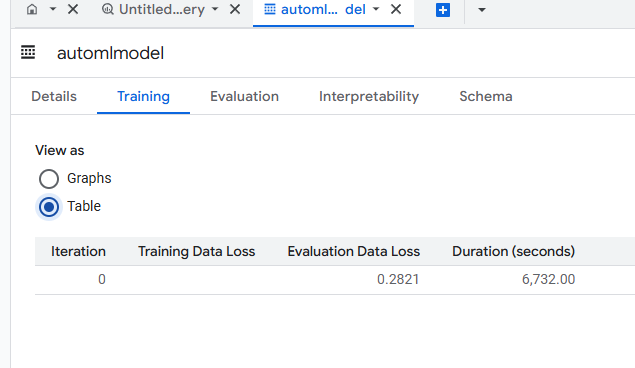 Untitled...ery
automl... del
automlmodel
Details Training Evaluation Interpretability Schema
View as
Graphs
Table
Iteration Training Data Loss Evaluation Data Loss Duration (seconds)
0 0.2821 6,732.00